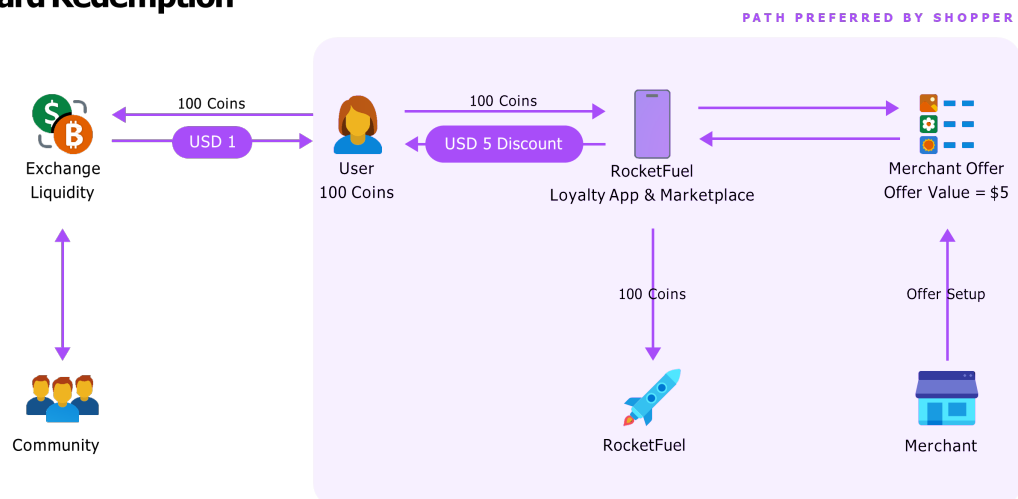 ard Redemption
PATH PREFERRED BY SHOPPER
100 Coins
USD 1
Exchange
Liquidity
User
100 Coins
100 Coins
USD 5 Discount
RocketFuel
Loyalty App & Marketplace
Merchant Offer
Offer Value = $5
100 Coins
Offer Setup
Community
RocketFuel
Merchant